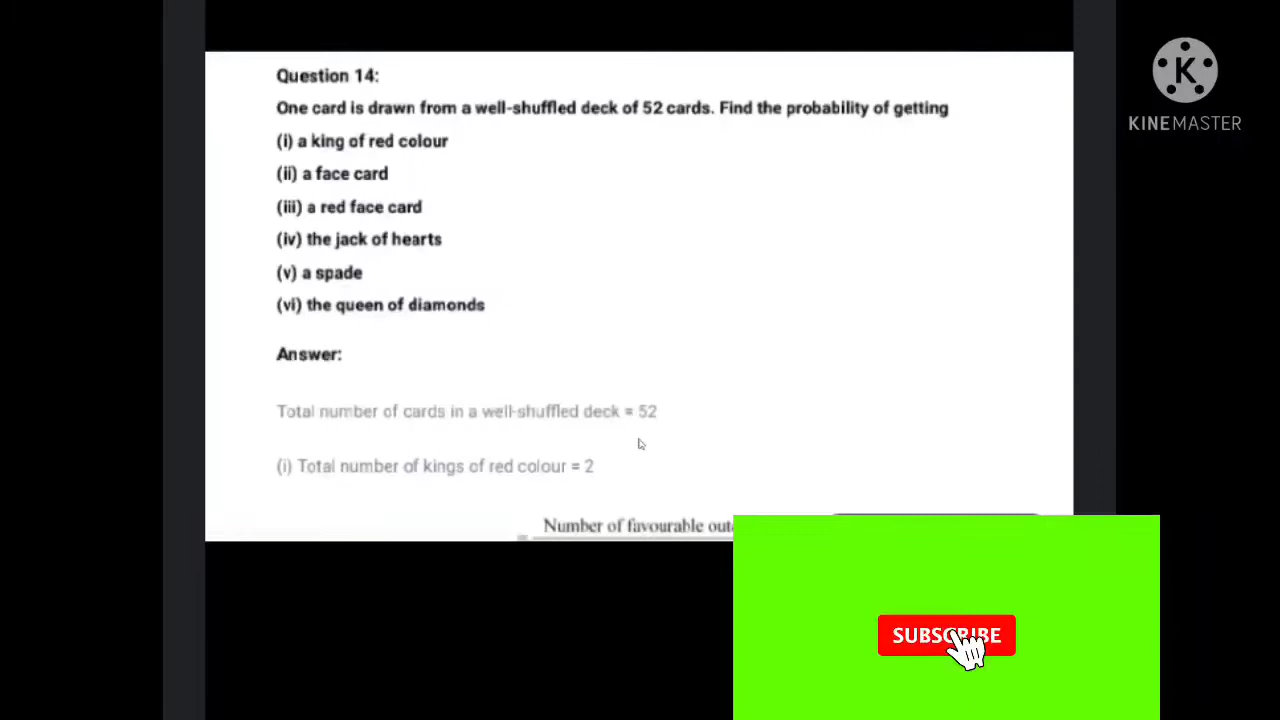 Question 14:
One card is drawn from a well-shuffled deck of 52 cards. Find the probability of getting
(i) a king of red colour
(ii) a face card
(iii) a red face card
(iv) the jack of hearts
(v) a spade
(vi) the queen of diamonds
Answer:
Total number of cards in a well-shuffled deck = 52
(i) Total number of kings of red colour = 2
Number of favourable
K
KINEMASTER
SUBSCRIBE